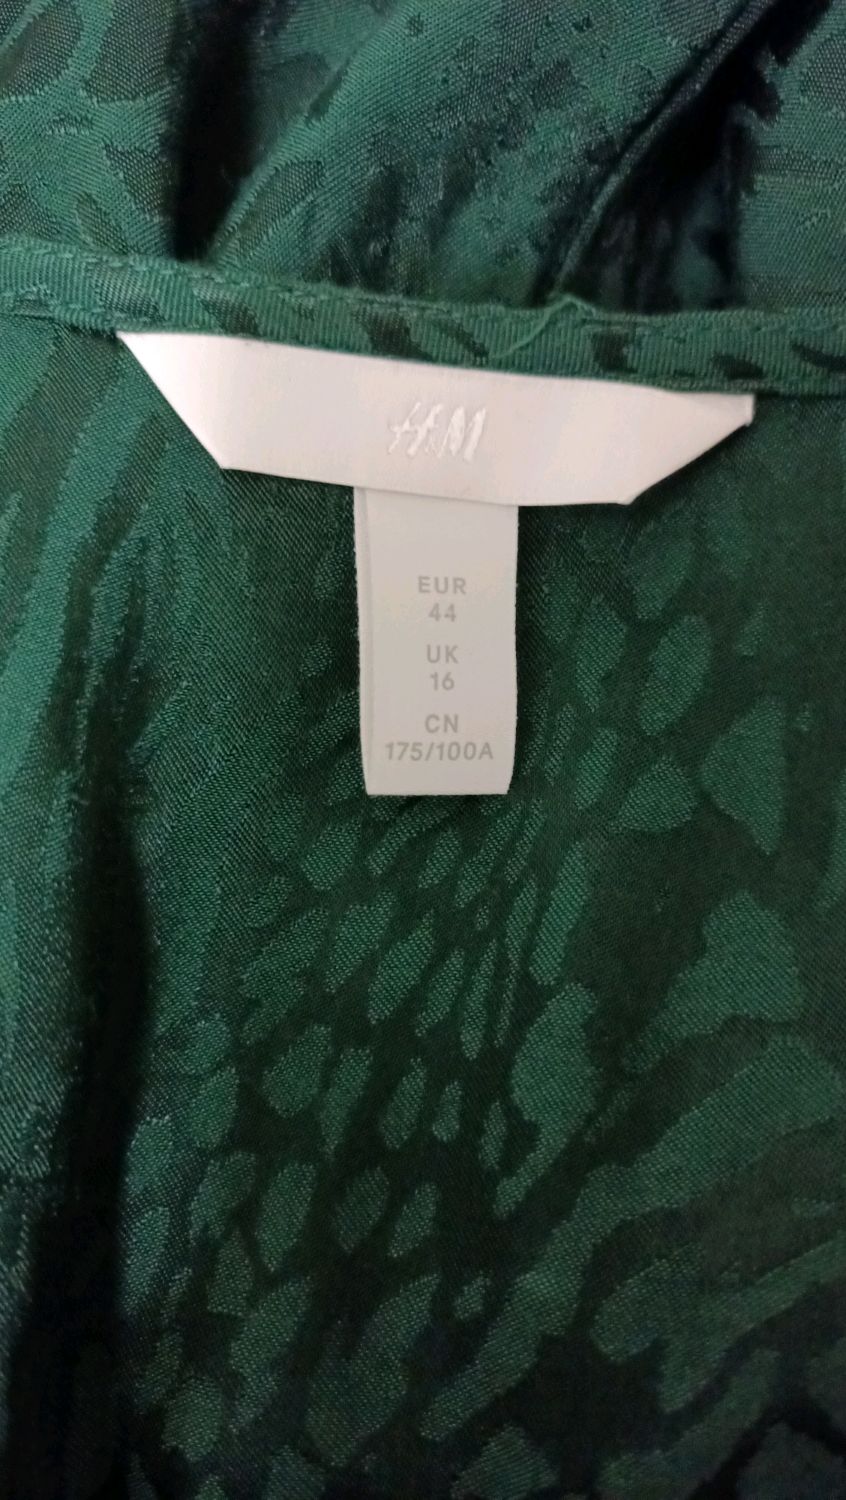 H&M
EUR
44
UK
16
CN
175/100A